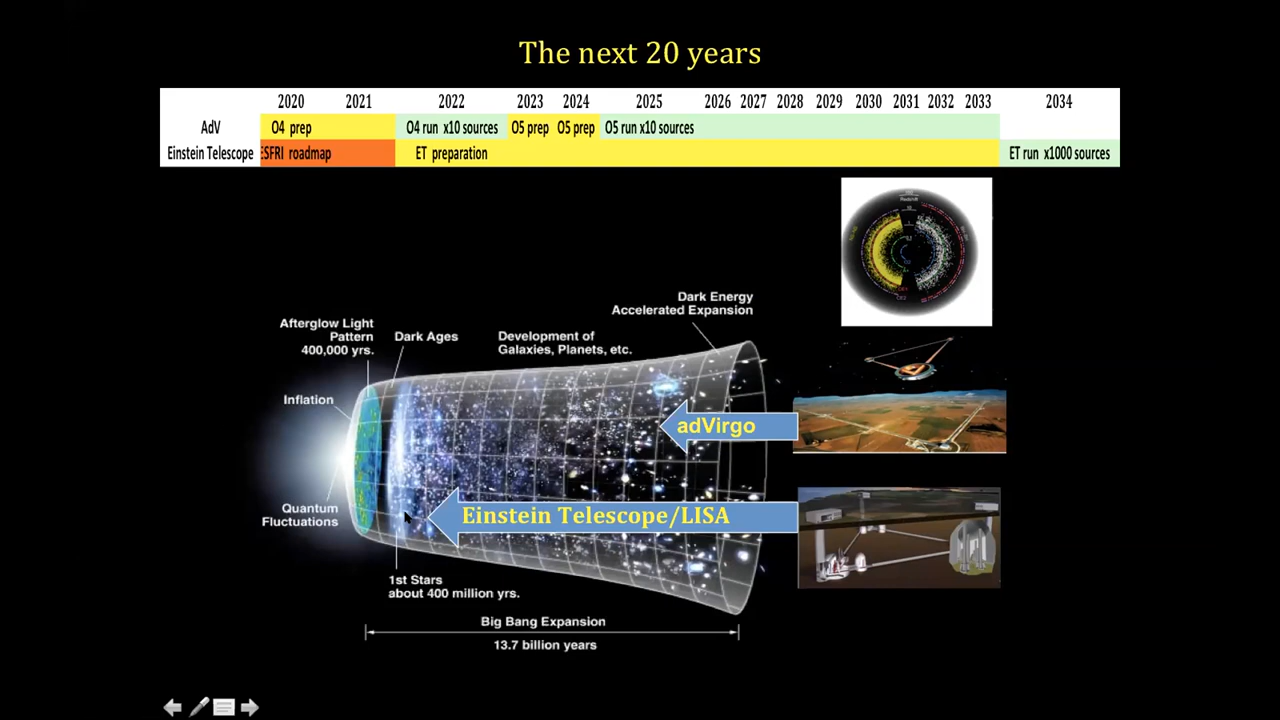 The next 20 years
2020 2021 2022 2023 2024 2025 2026 2027 2028 2029 2030 2031 2032 2033 2034
AdV O4 prep O4 run x10 sources O5 prep O5 prep O5 run x10 sources
Einstein Telescope ESFRI roadmap ET preparation ET run x1000 sources
Redshift
Dark Energy
Accelerated Expansion
Afterglow Light
Pattern
400,000 yrs.
Dark Ages
Development of
Galaxies, Planets, etc.
Inflation
adVirgo
Quantum
Fluctuations
Einstein Telescope/LISA
1st Stars
about 400 million yrs.
Big Bang Expansion
13.7 billion years